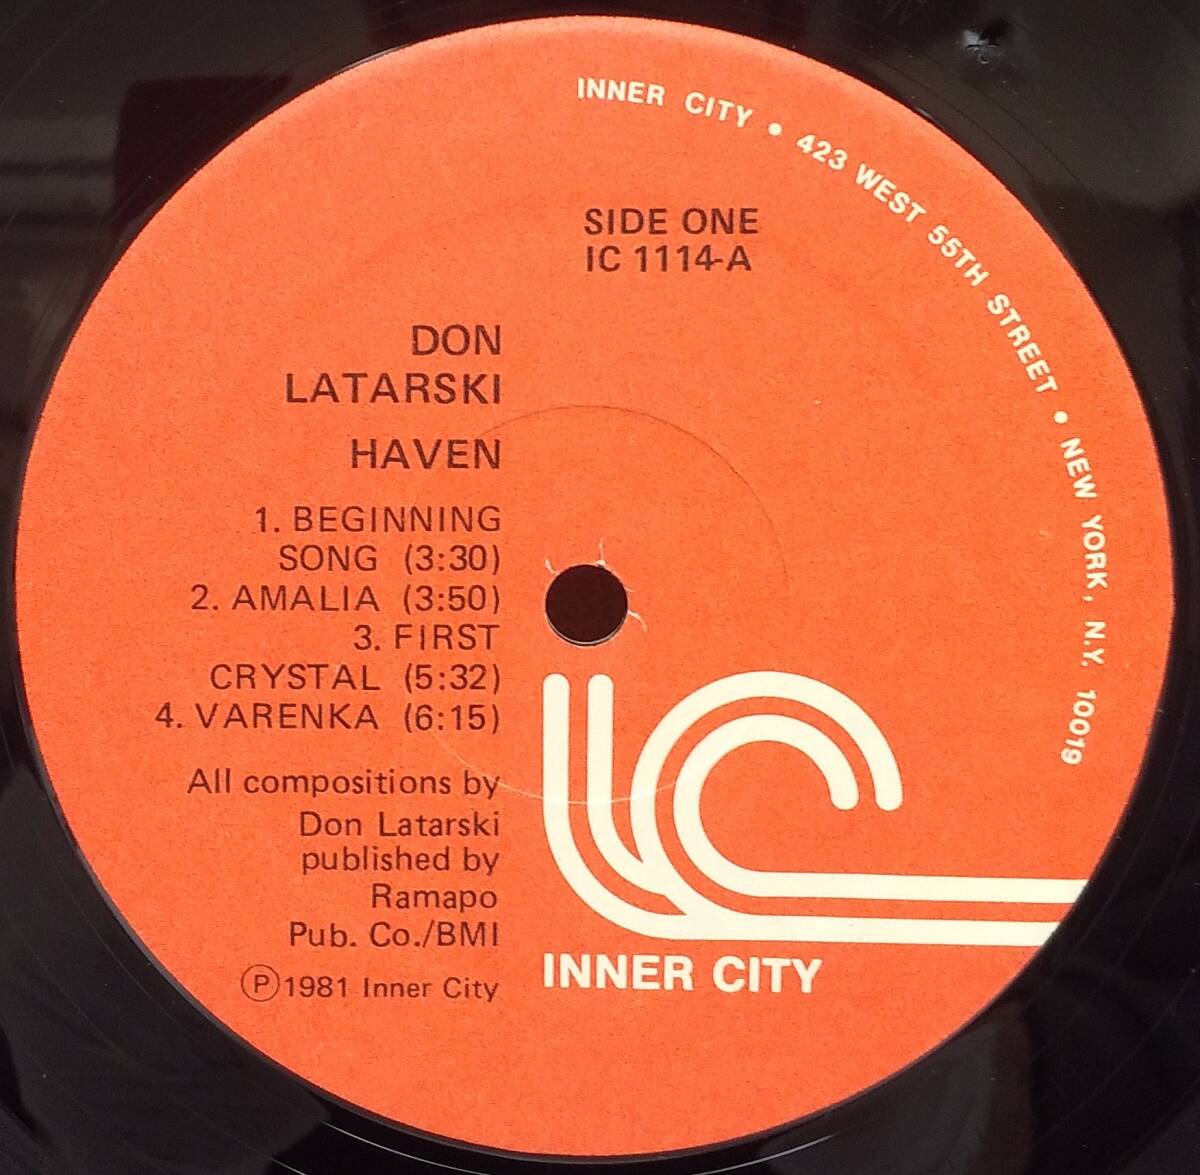 INNER CITY • 423 WEST 55TH STREET • NEW YORK, N.Y. 10019
SIDE ONE
IC 1114-A
DON
LATARSKI
HAVEN
1. BEGINNING
SONG (3:30)
2. AMALIA (3:50)
3. FIRST
CRYSTAL (5:32)
4. VARENKA (6:15)
All compositions by
Don Latarski
published by
Ramapo
Pub. Co./BMI
Ⓟ1981 Inner City
ic
INNER CITY